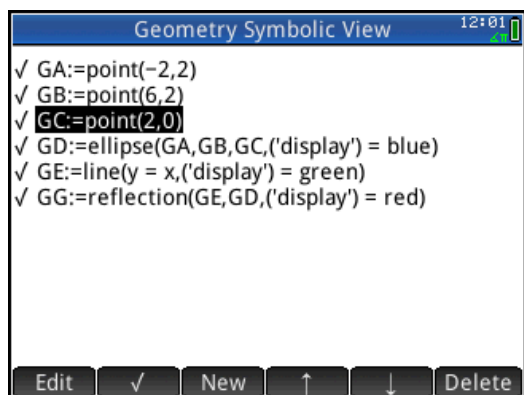 Geometry Symbolic View 12:01
∡π
√ GA:=point(−2,2)
√ GB:=point(6,2)
√ GC:=point(2,0)
√ GD:=ellipse(GA,GB,GC,('display') = blue)
√ GE:=line(y = x,('display') = green)
√ GG:=reflection(GE,GD,('display') = red)
Edit √ New ↑ ↓ Delete